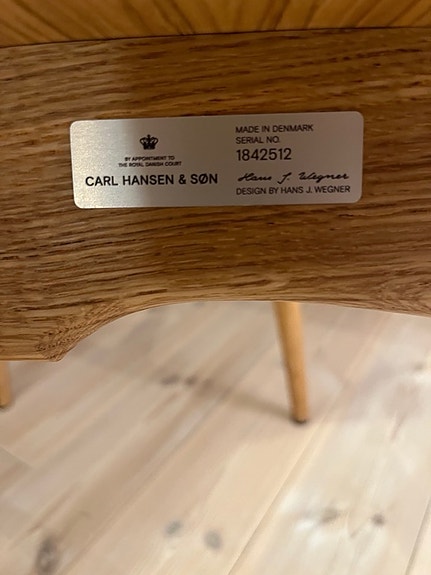 BY APPOINTMENT TO
THE ROYAL DANISH COURT
CARL HANSEN & SØN
MADE IN DENMARK
SERIAL NO.
1842512
Hans J. Wegner
DESIGN BY HANS J. WEGNER